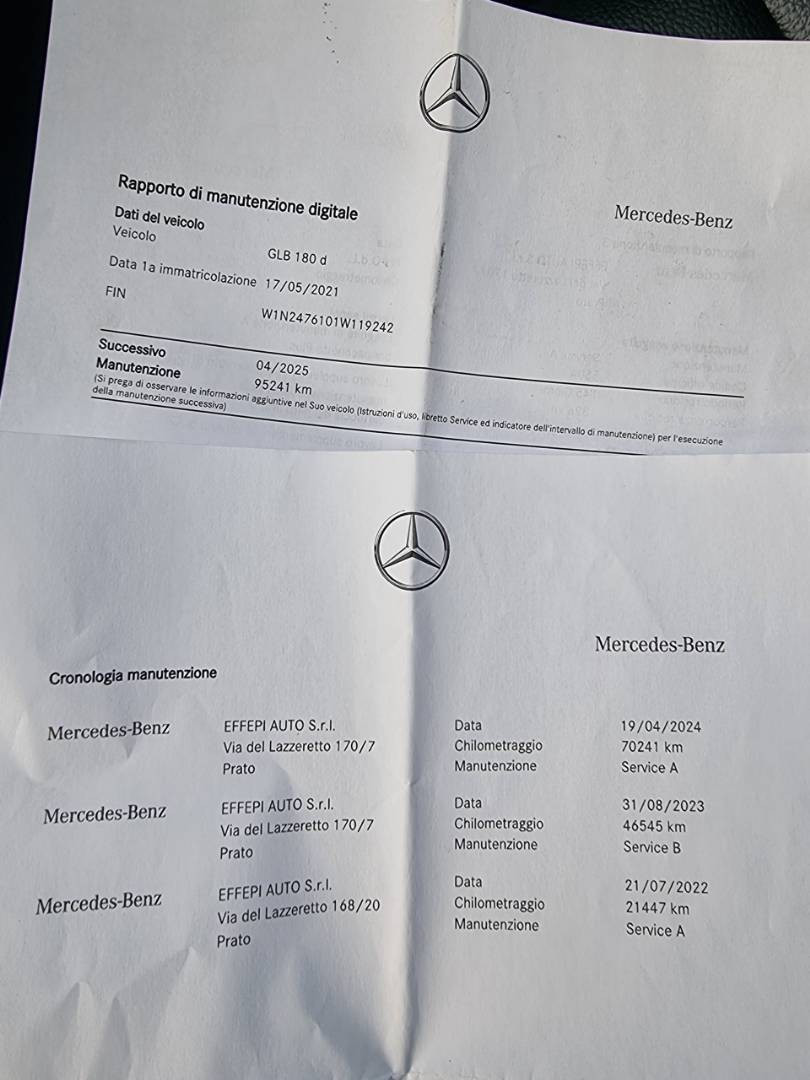 Rapporto di manutenzione digitale
Mercedes-Benz
Dati del veicolo
Veicolo GLB 180 d
Data 1a immatricolazione 17/05/2021
FIN W1N2476101W119242
Successivo 04/2025
Manutenzione 95241 km
(Si prega di osservare le informazioni aggiuntive nel Suo veicolo (Istruzioni d'uso, libretto Service ed indicatore dell'intervallo di manutenzione) per l'esecuzione
della manutenzione successiva)
Mercedes-Benz
Cronologia manutenzione
Mercedes-Benz EFFEPI AUTO S.r.l. Data 19/04/2024
Via del Lazzeretto 170/7 Chilometraggio 70241 km
Prato Manutenzione Service A
Mercedes-Benz EFFEPI AUTO S.r.l. Data 31/08/2023
Via del Lazzeretto 170/7 Chilometraggio 46545 km
Prato Manutenzione Service B
Mercedes-Benz EFFEPI AUTO S.r.l. Data 21/07/2022
Via del Lazzeretto 168/20 Chilometraggio 21447 km
Prato Manutenzione Service A